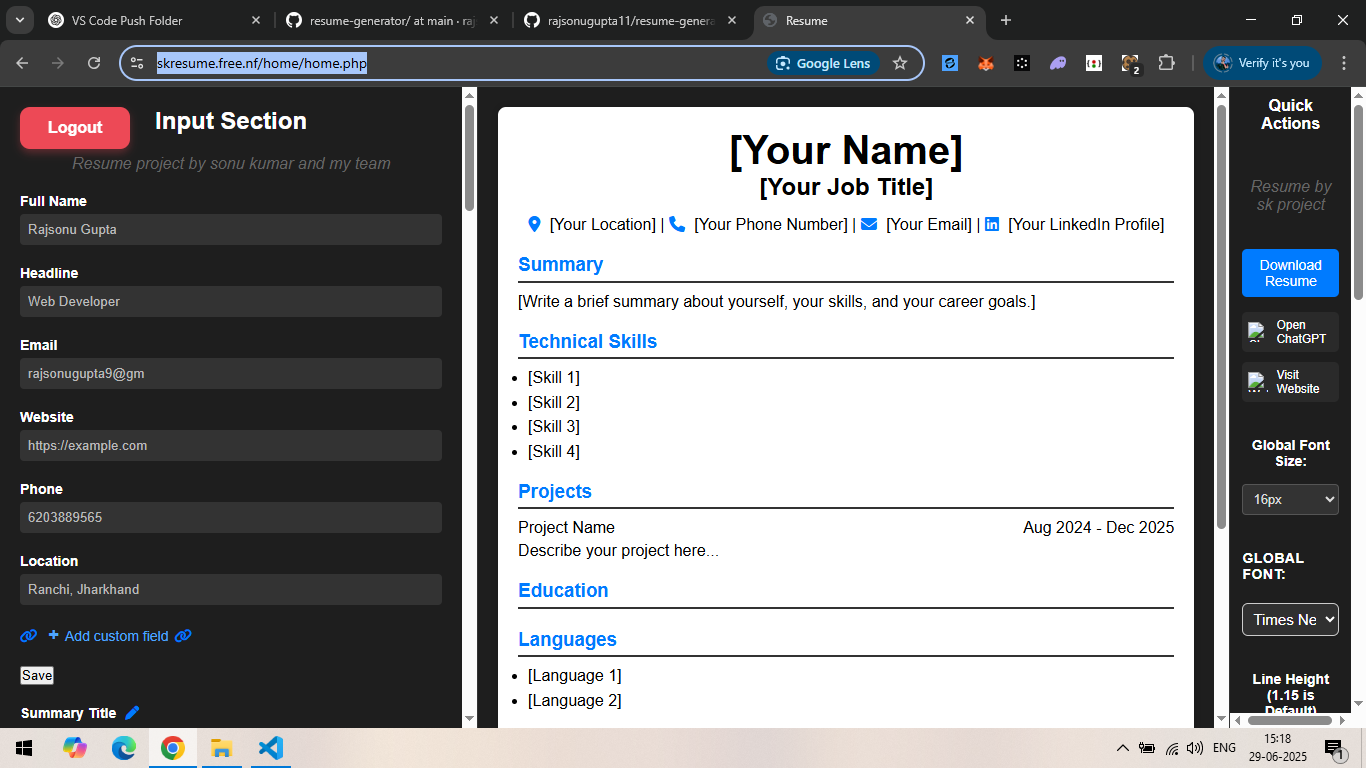 VS Code Push Folder
resume-generator/ at main · raj
rajsonugupta11/resume-genera
Resume
skresume.free.nf/home/home.php
Google Lens
2
Verify it's you
Logout
Input Section
Resume project by sonu kumar and my team
Full Name
Rajsonu Gupta
Headline
Web Developer
Email
rajsonugupta9@gm
Website
https://example.com
Phone
6203889565
Location
Ranchi, Jharkhand
+ Add custom field
Save
Summary Title
[Your Name]
[Your Job Title]
[Your Location] | [Your Phone Number] | [Your Email] | [Your LinkedIn Profile]
Summary
[Write a brief summary about yourself, your skills, and your career goals.]
Technical Skills
• [Skill 1]
• [Skill 2]
• [Skill 3]
• [Skill 4]
Projects
Project Name Aug 2024 - Dec 2025
Describe your project here...
Education
Languages
• [Language 1]
• [Language 2]
Quick
Actions
Resume by
sk project
Download
Resume
Open
ChatGPT
Visit
Website
Global Font
Size:
16px
GLOBAL
FONT:
Times Ne
Line Height
(1.15 is
Default)
ENG
15:18
29-06-2025
1